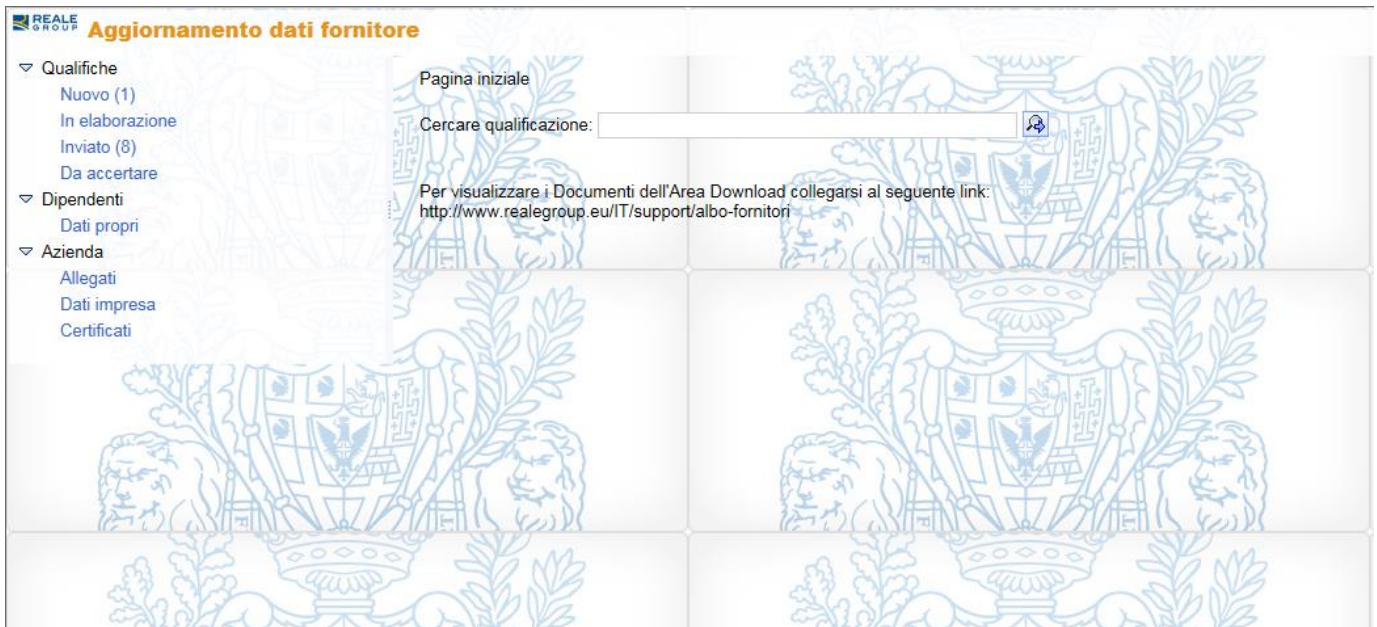 REALE
GROUP
Aggiornamento dati fornitore
Qualifiche
Nuovo (1)
In elaborazione
Inviato (8)
Da accertare
Dipendenti
Dati propri
Azienda
Allegati
Dati impresa
Certificati
Pagina iniziale
Cercare qualificazione:
Per visualizzare i Documenti dell'Area Download collegarsi al seguente link:
http://www.realegroup.eu/IT/support/albo-fornitori